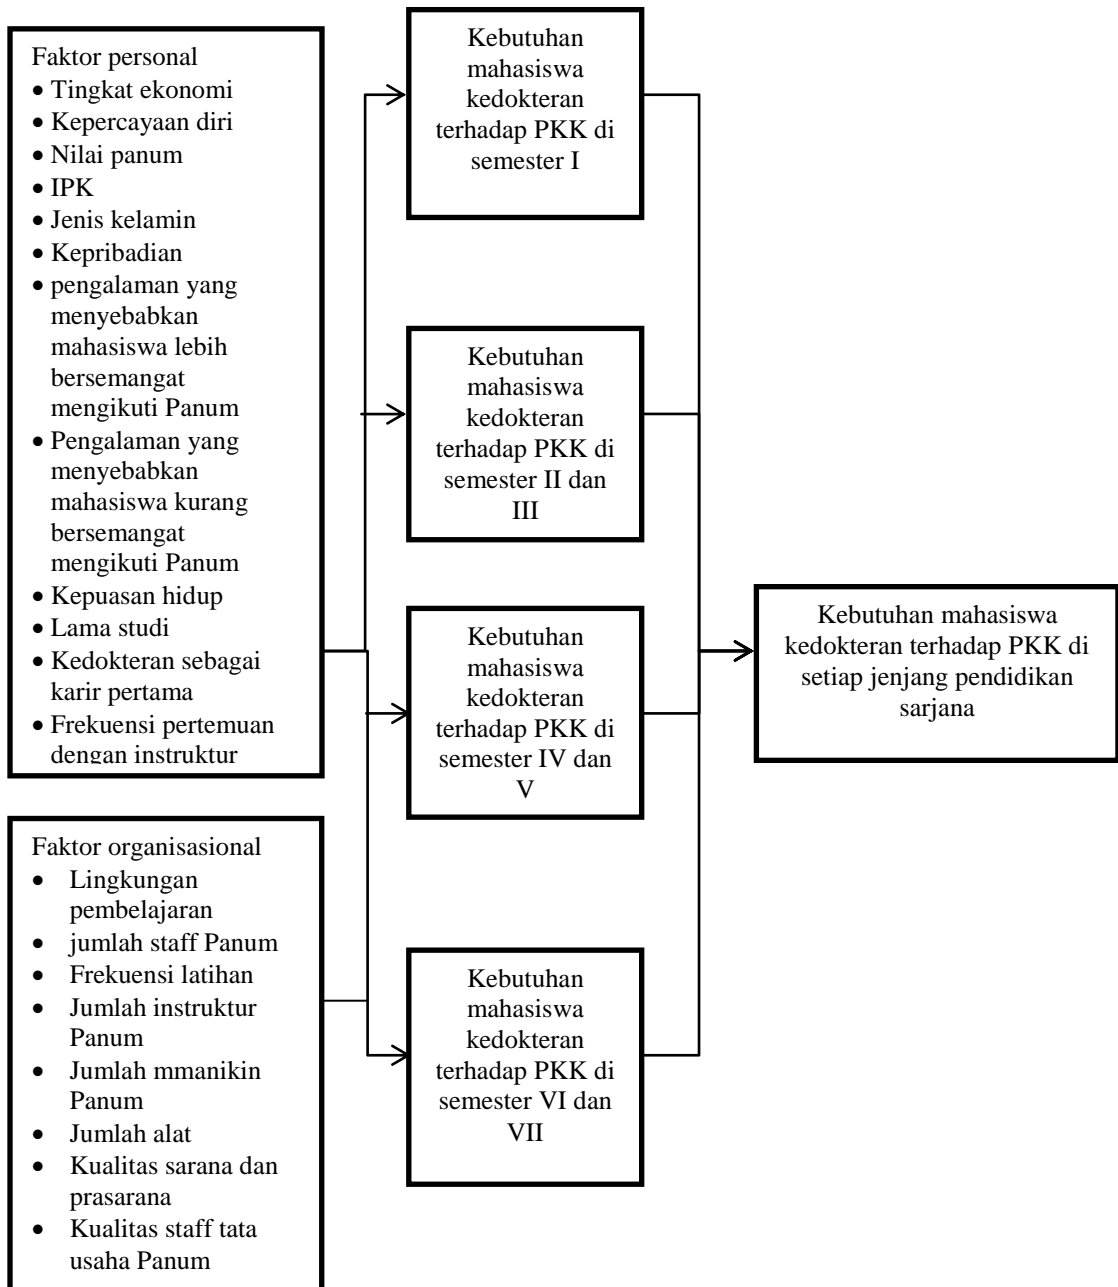 Faktor personal
• Tingkat ekonomi
• Kepercayaan diri
• Nilai panum
• IPK
• Jenis kelamin
• Kepribadian
• pengalaman yang
menyebabkan
mahasiswa lebih
bersemangat
mengikuti Panum
• Pengalaman yang
menyebabkan
mahasiswa kurang
bersemangat
mengikuti Panum
• Kepuasan hidup
• Lama studi
• Kedokteran sebagai
karir pertama
• Frekuensi pertemuan
dengan instruktur
Faktor organisasional
• Lingkungan
pembelajaran
• jumlah staff Panum
• Frekuensi latihan
• Jumlah instruktur
Panum
• Jumlah mmanikin
Panum
• Jumlah alat
• Kualitas sarana dan
prasarana
• Kualitas staff tata
usaha Panum
Kebutuhan
mahasiswa
kedokteran
terhadap PKK di
semester I
Kebutuhan
mahasiswa
kedokteran
terhadap PKK di
semester II dan
III
Kebutuhan
mahasiswa
kedokteran
terhadap PKK di
semester IV dan
V
Kebutuhan
mahasiswa
kedokteran
terhadap PKK di
semester VI dan
VII
Kebutuhan mahasiswa
kedokteran terhadap PKK di
setiap jenjang pendidikan
sarjana